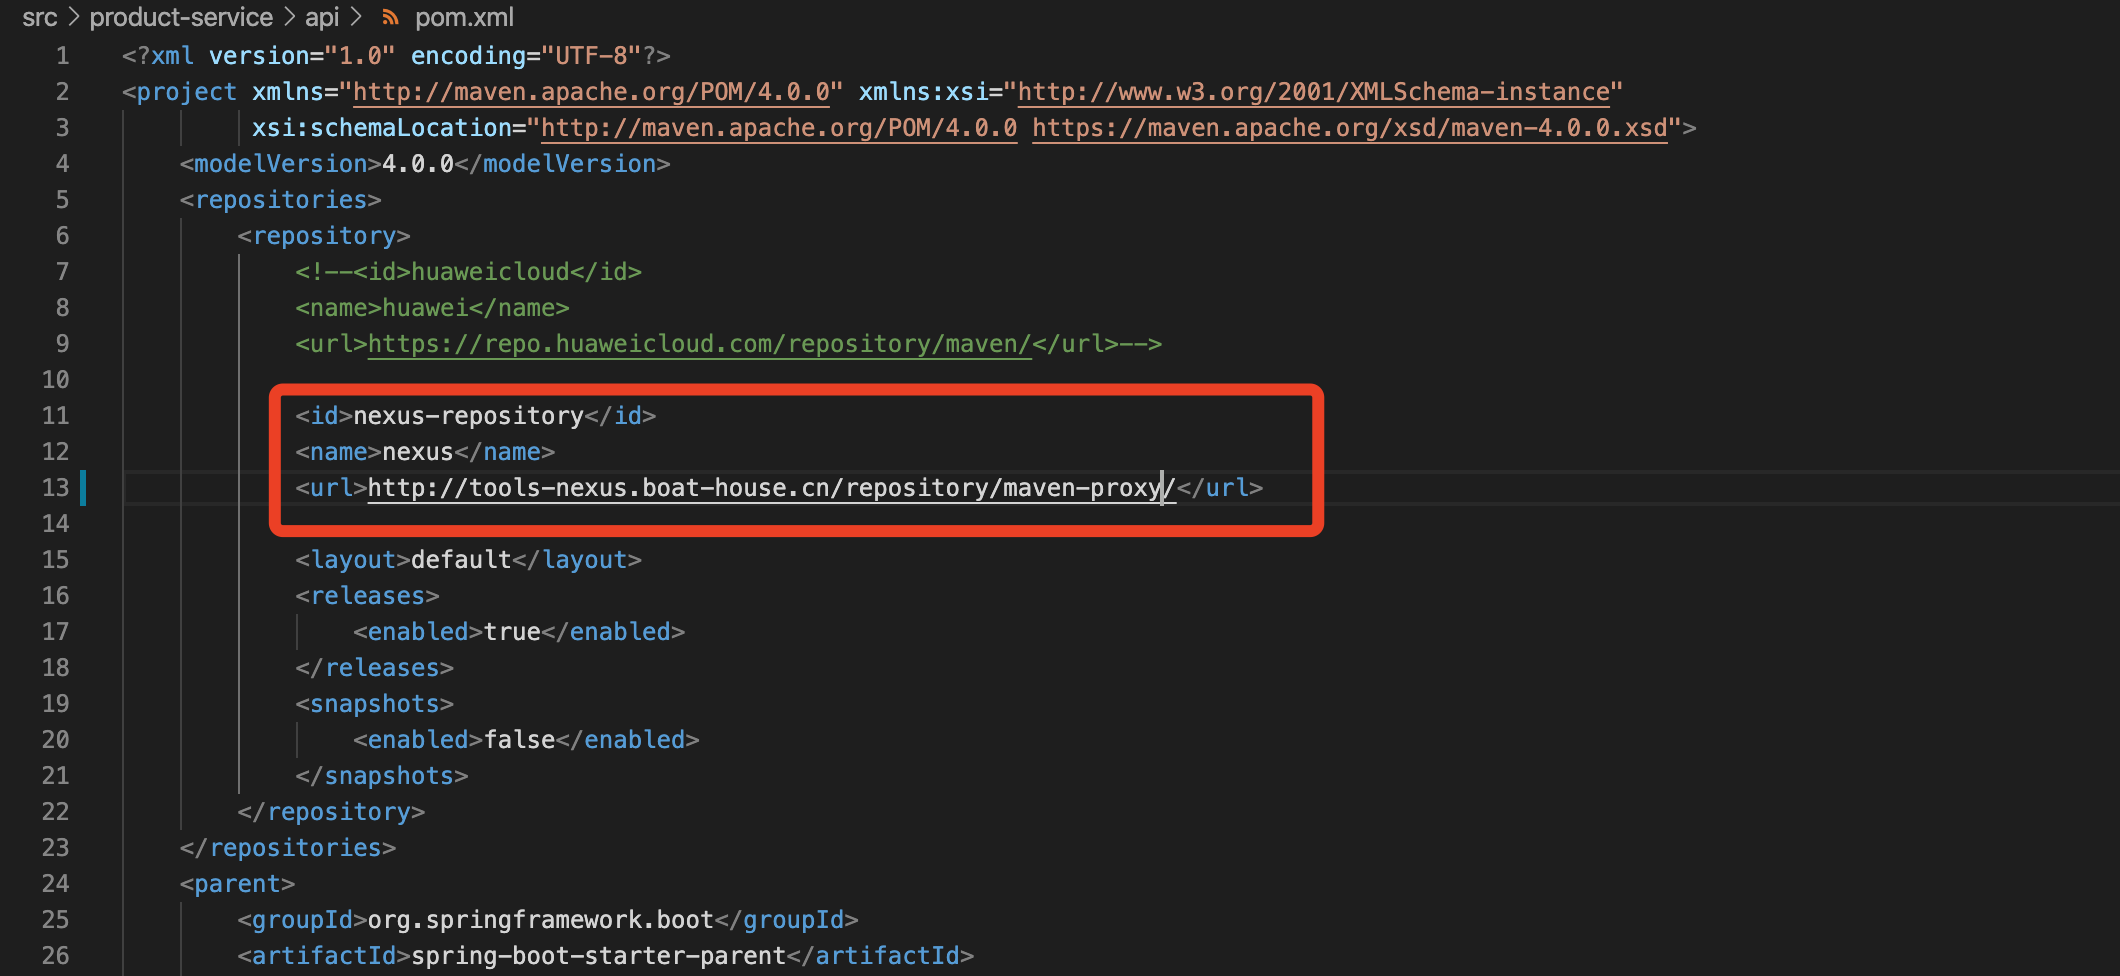 src > product-service > api > pom.xml
1 <?xml version="1.0" encoding="UTF-8"?>
2 <project xmlns="http://maven.apache.org/POM/4.0.0" xmlns:xsi="http://www.w3.org/2001/XMLSchema-instance"
3 xsi:schemaLocation="http://maven.apache.org/POM/4.0.0 https://maven.apache.org/xsd/maven-4.0.0.xsd">
4 <modelVersion>4.0.0</modelVersion>
5 <repositories>
6 <repository>
7 <!--<id>huaweicloud</id>
8 <name>huawei</name>
9 <url>https://repo.huaweicloud.com/repository/maven/</url>-->
10
11 <id>nexus-repository</id>
12 <name>nexus</name>
13 <url>http://tools-nexus.boat-house.cn/repository/maven-proxy/</url>
14
15 <layout>default</layout>
16 <releases>
17 <enabled>true</enabled>
18 </releases>
19 <snapshots>
20 <enabled>false</enabled>
21 </snapshots>
22 </repository>
23 </repositories>
24 <parent>
25 <groupId>org.springframework.boot</groupId>
26 <artifactId>spring-boot-starter-parent</artifactId>